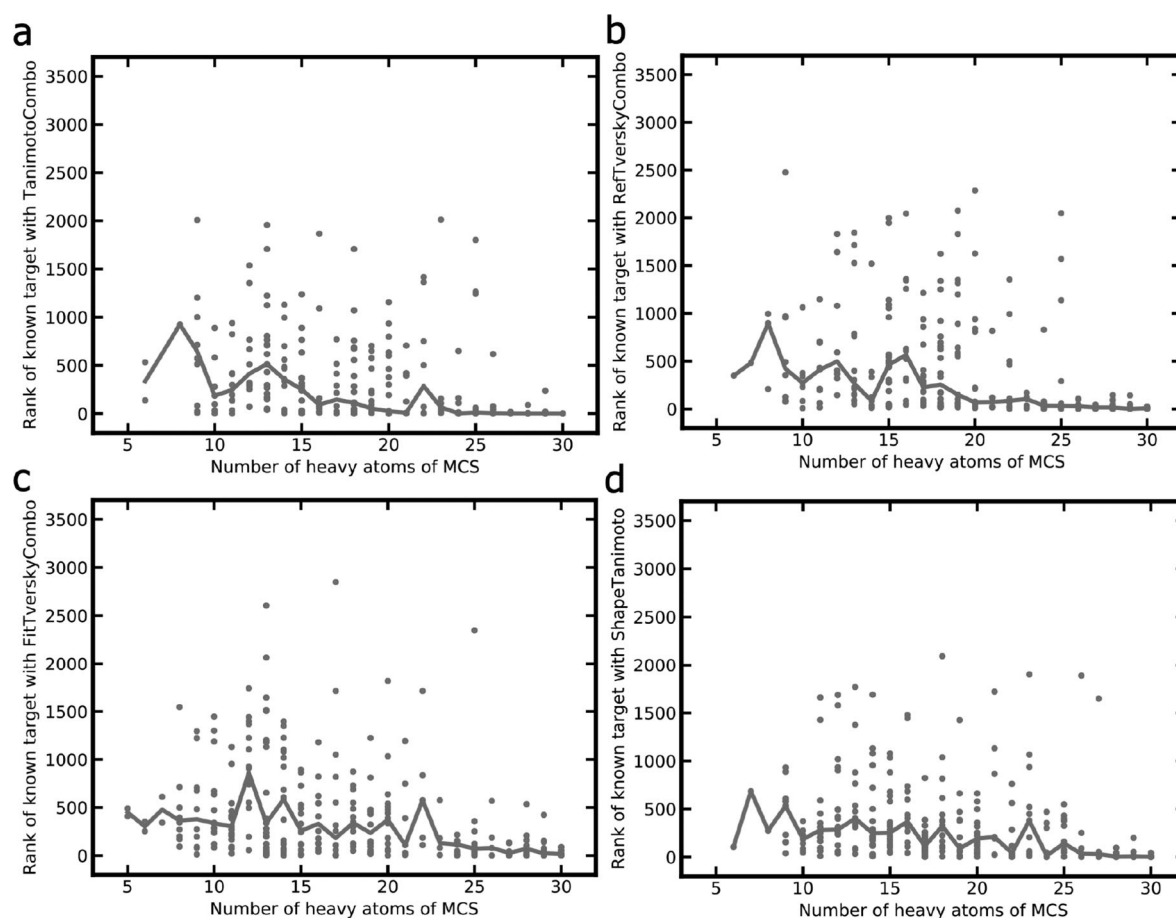 a
3500
3000
2500
2000
1500
1000
500
0
Rank of known target with TanimotoCombo
5 10 15 20 25 30
Number of heavy atoms of MCS
b
3500
3000
2500
2000
1500
1000
500
0
Rank of known target with RefTverskyCombo
5 10 15 20 25 30
Number of heavy atoms of MCS
c
3500
3000
2500
2000
1500
1000
500
0
Rank of known target with FitTverskyCombo
5 10 15 20 25 30
Number of heavy atoms of MCS
d
3500
3000
2500
2000
1500
1000
500
0
Rank of known target with ShapeTanimoto
5 10 15 20 25 30
Number of heavy atoms of MCS